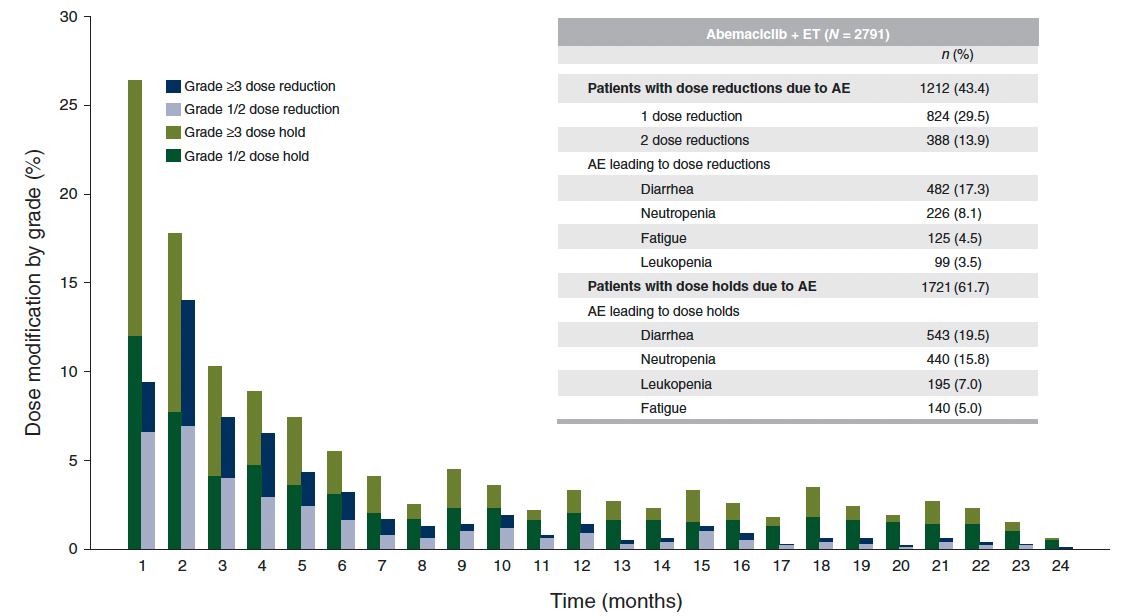 30
25
20
15
10
5
0
Dose modification by grade (%)
Grade ≥3 dose reduction
Grade 1/2 dose reduction
Grade ≥3 dose hold
Grade 1/2 dose hold
Abemaciclib + ET (N = 2791)
n (%)
Patients with dose reductions due to AE 1212 (43.4)
1 dose reduction 824 (29.5)
2 dose reductions 388 (13.9)
AE leading to dose reductions
Diarrhea 482 (17.3)
Neutropenia 226 (8.1)
Fatigue 125 (4.5)
Leukopenia 99 (3.5)
Patients with dose holds due to AE 1721 (61.7)
AE leading to dose holds
Diarrhea 543 (19.5)
Neutropenia 440 (15.8)
Leukopenia 195 (7.0)
Fatigue 140 (5.0)
1 2 3 4 5 6 7 8 9 10 11 12 13 14 15 16 17 18 19 20 21 22 23 24
Time (months)